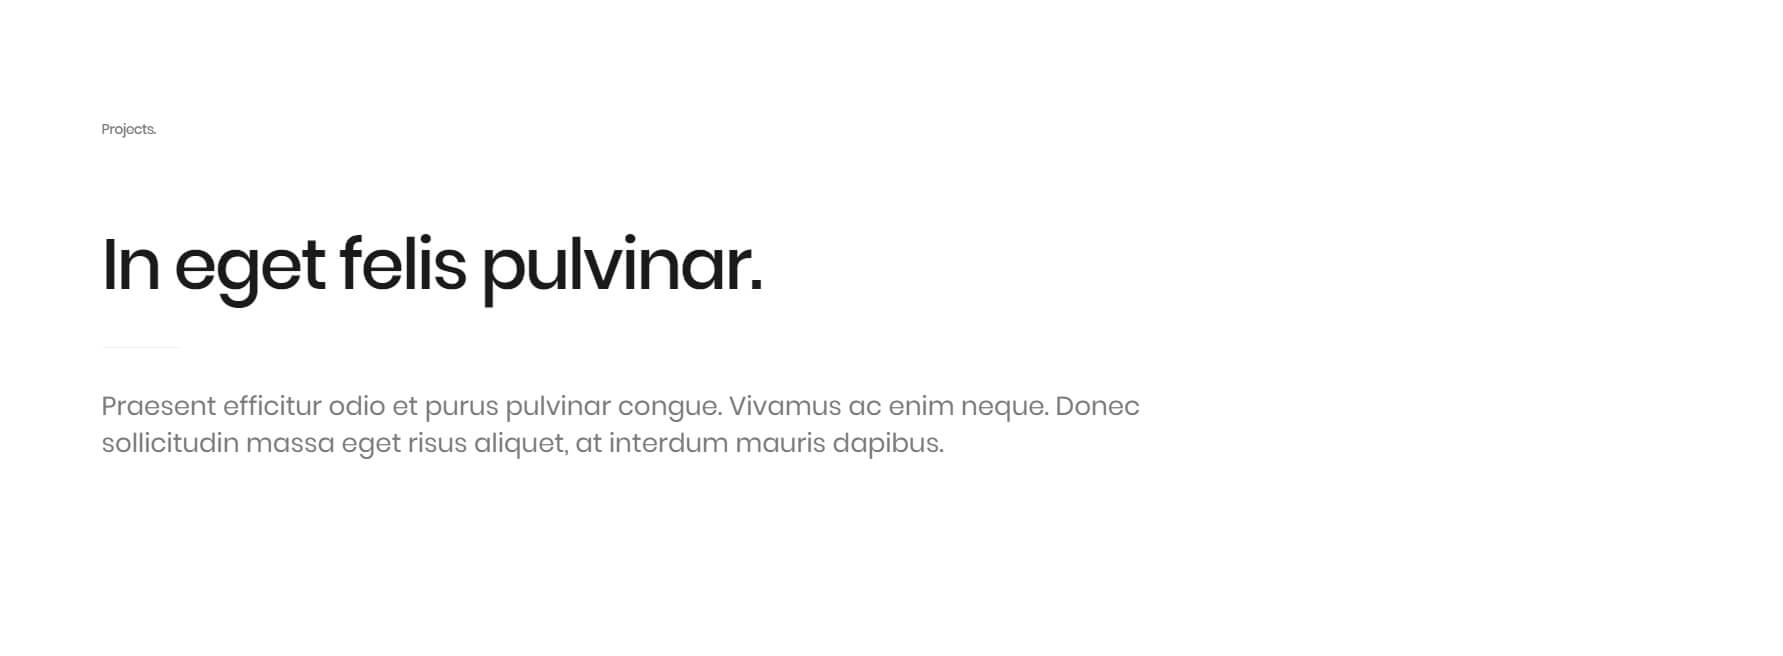 Projects.
In eget felis pulvinar.
Praesent efficitur odio et purus pulvinar congue. Vivamus ac enim neque. Donec
sollicitudin massa eget risus aliquet, at interdum mauris dapibus.